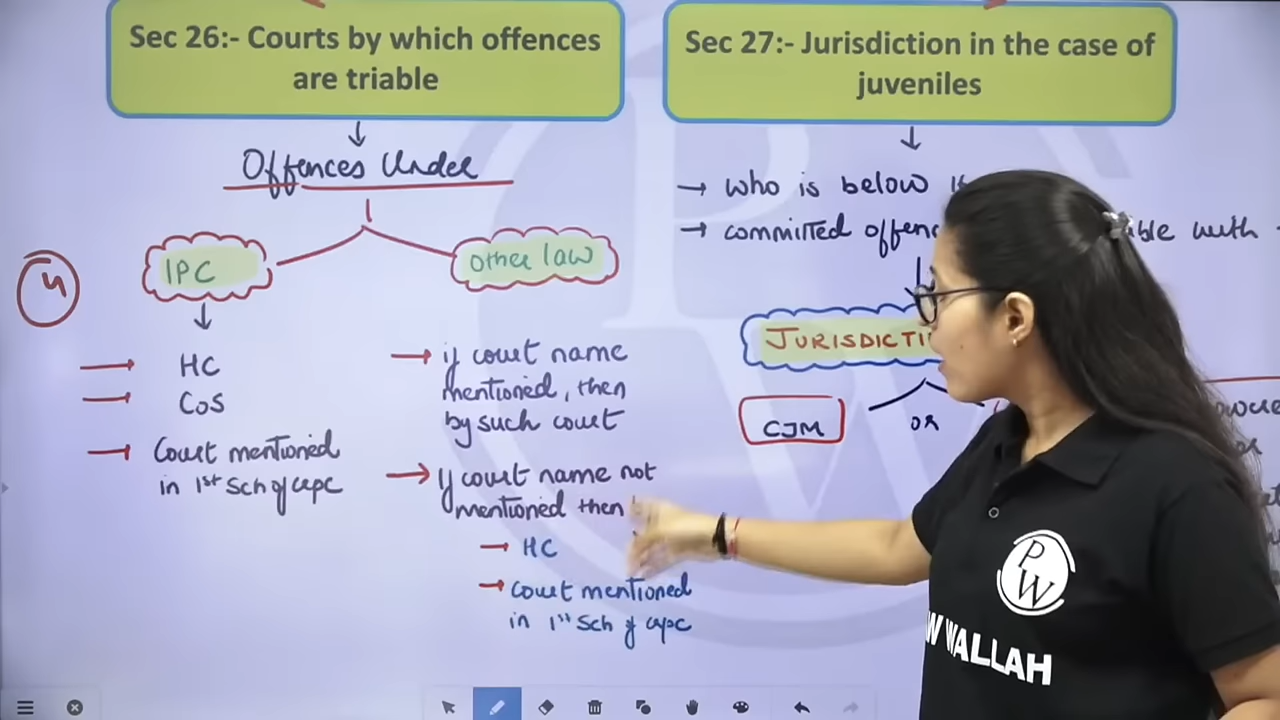 Sec 26:- Courts by which offences
are triable
Offences Under
IPC
Other law
HC
COS
Court mentioned
in 1st Sch of crpc
if court name
mentioned, then
by such court
if court name not
mentioned then
HC
Court mentioned
in 1st Sch of crpc
Sec 27:- Jurisdiction in the case of
juveniles
who is below
committed
with
JURISDICTI
CJM
OR
PW
W WALLAH